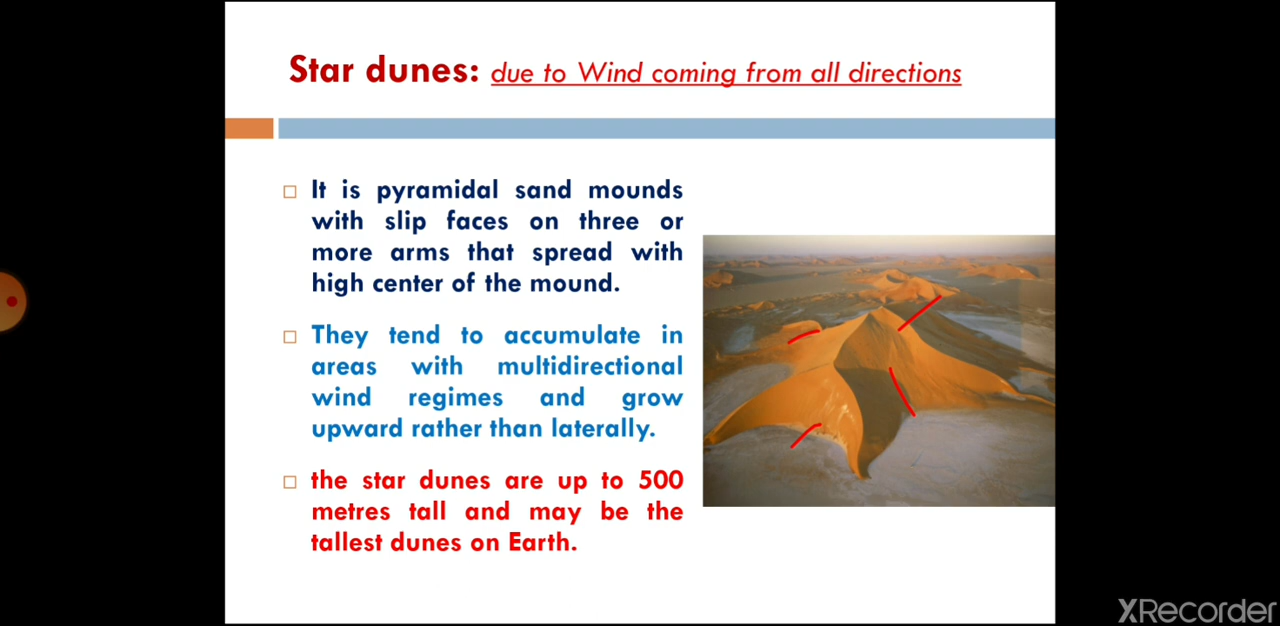 Star dunes: due to Wind coming from all directions
It is pyramidal sand mounds
with slip faces on three or
more arms that spread with
high center of the mound.
They tend to accumulate in
areas with multidirectional
wind regimes and grow
upward rather than laterally.
the star dunes are up to 500
metres tall and may be the
tallest dunes on Earth.
XRecorder